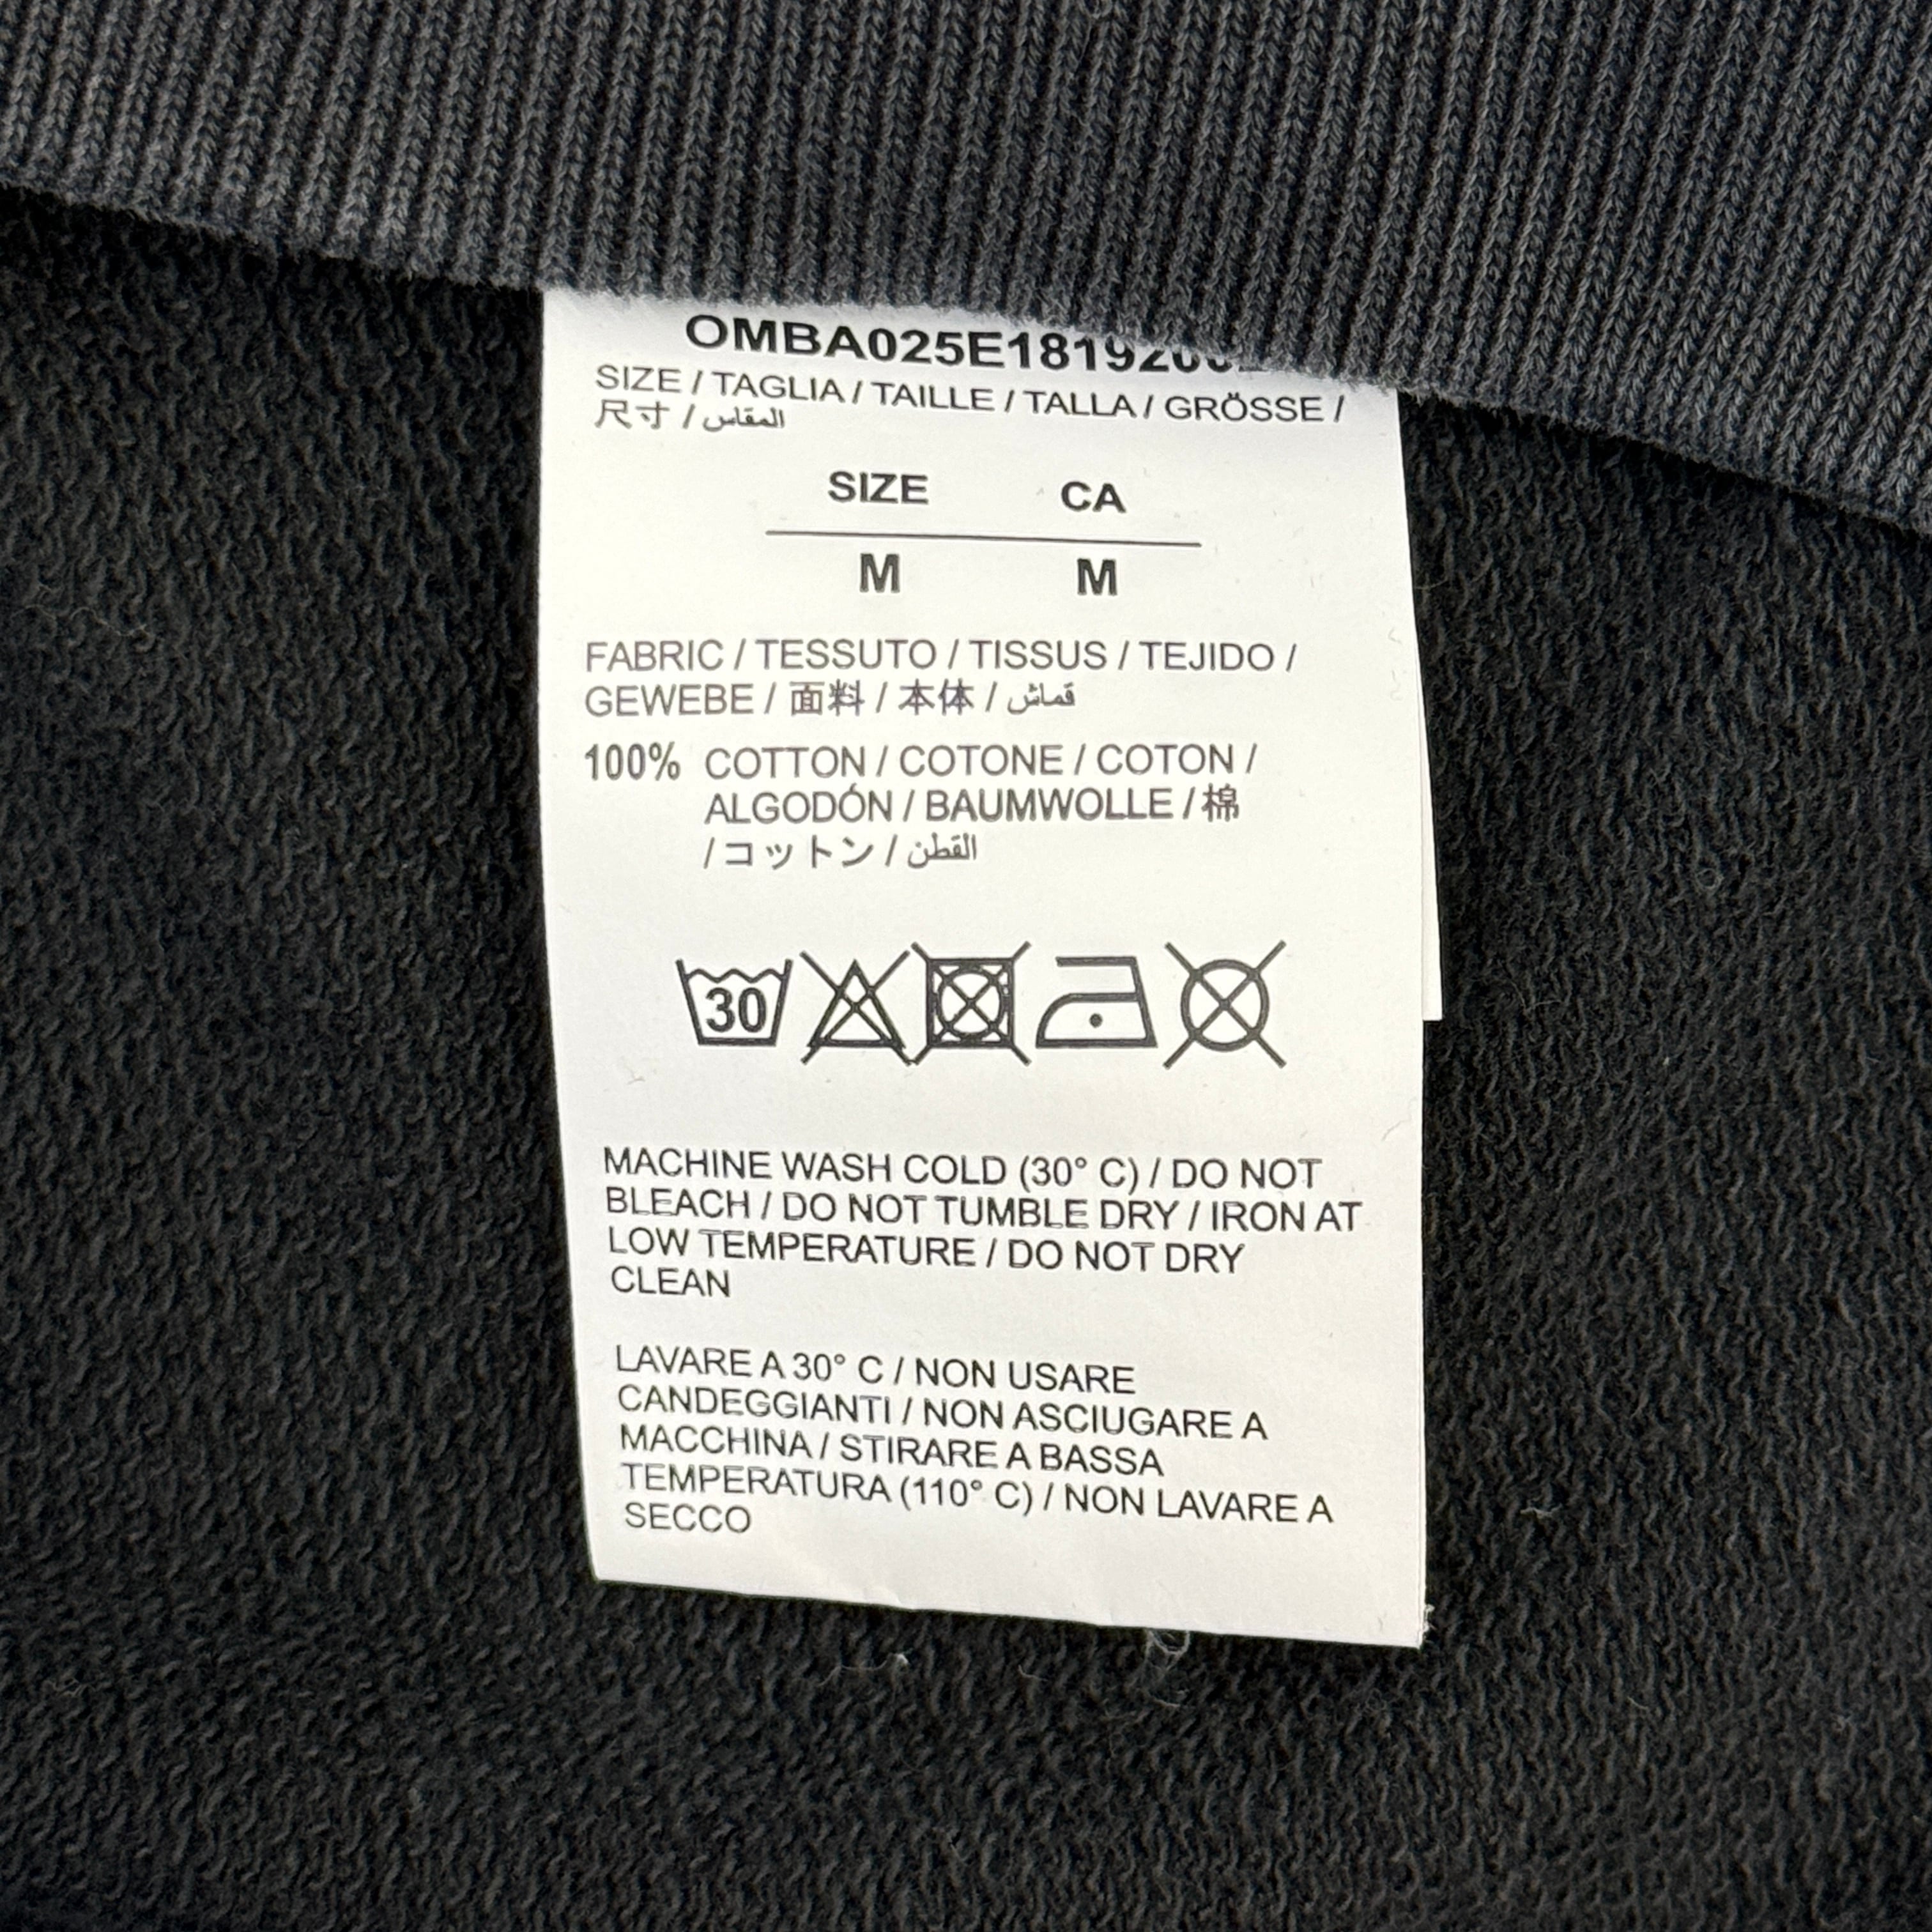 SIZE / TAGLIA / TAILLE / TALLA / GRÖSSE /
尺寸 / المقاس
SIZE CA
M M
FABRIC / TESSUTO / TISSUS / TEJIDO /
GEWEBE / 面料 / 本体 / قماش
100% COTTON / COTONE / COTON /
ALGODÓN / BAUMWOLLE / 棉
/ コットン / القطن
30
MACHINE WASH COLD (30° C) / DO NOT
BLEACH / DO NOT TUMBLE DRY / IRON AT
LOW TEMPERATURE / DO NOT DRY
CLEAN
LAVARE A 30° C / NON USARE
CANDEGGIANTI / NON ASCIUGARE A
MACCHINA / STIRARE A BASSA
TEMPERATURA (110° C) / NON LAVARE A
SECCO